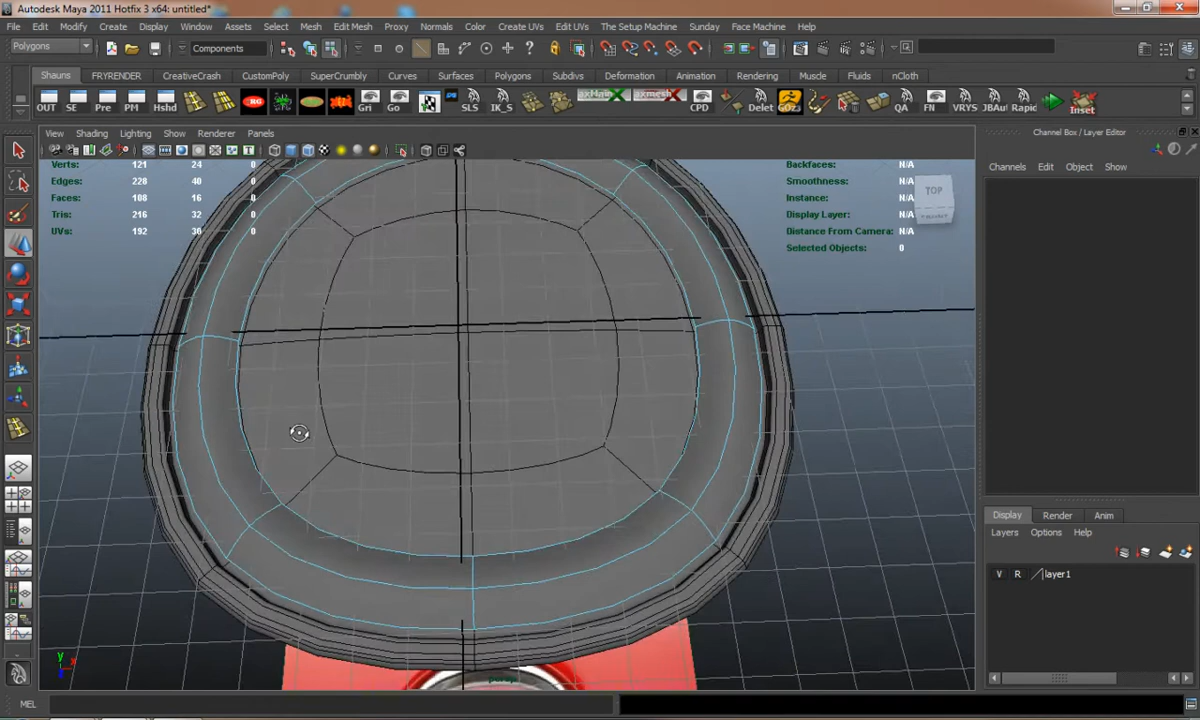 Autodesk Maya 2011 Hotfix 3 x64: untitled*
File Edit Modify Create Display Window Assets Select Mesh Edit Mesh Proxy Normals Color Create UVs Edit UVs The Setup Machine Sunday Face Machine Help
Polygons Components
Shauns FRYRENDER CreativeCrash CustomPoly SuperCrumbly Curves Surfaces Polygons Subdivs Deformation Animation Rendering Muscle Fluids nCloth
OUT SE Pre PM Hshd Gri Go SLS IK_S CPD Delet GOz QA FN VRYS JBAu Rapic Inset
View Shading Lighting Show Renderer Panels
Channel Box / Layer Editor
Channels Edit Object Show
Verts: 121 24 0
Edges: 228 40 0
Faces: 108 16 0
Tris: 216 32 0
UVs: 192 30 0
Backfaces: N/A
Smoothness: N/A
Instance: N/A
Display Layer: N/A
Distance From Camera: N/A
Selected Objects: 0
TOP
FRONT
persp
y
x
z
Display Render Anim
Layers Options Help
V R layer1
MEL